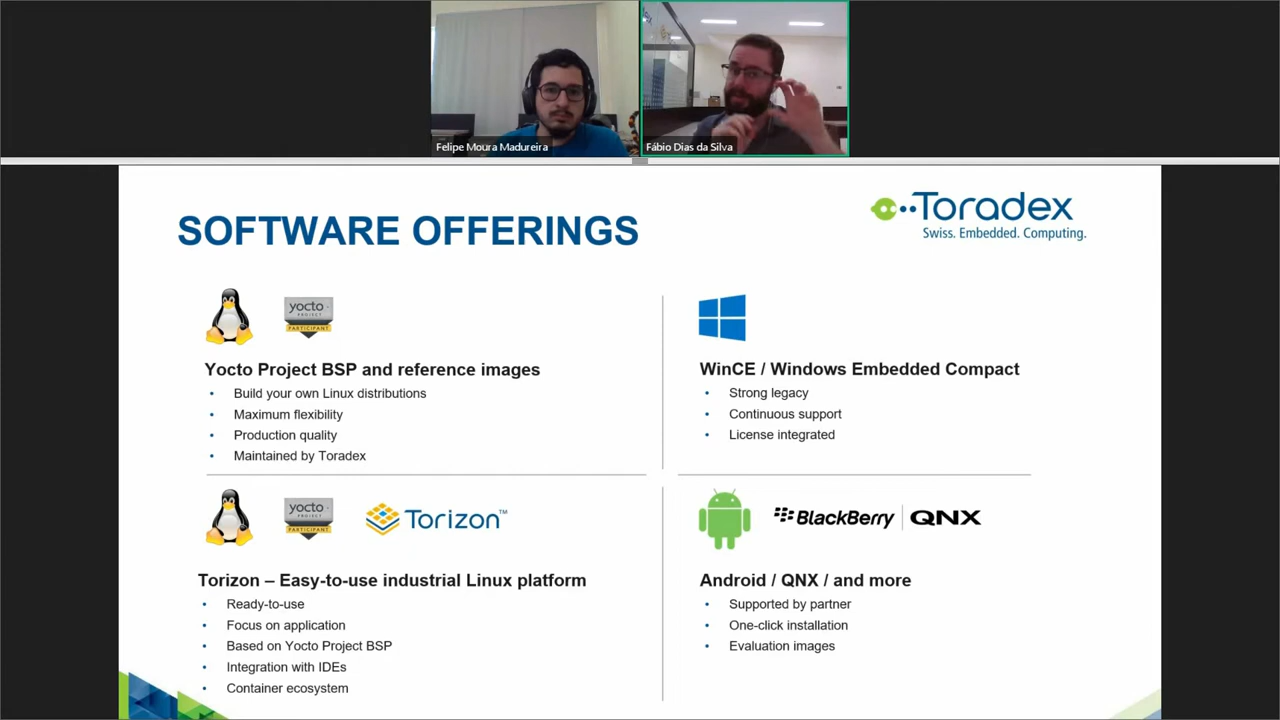 Felipe Moura Madureira
Fábio Dias da Silva
SOFTWARE OFFERINGS
Toradex
Swiss. Embedded. Computing.
yocto
PROJECT
PARTICIPANT
Yocto Project BSP and reference images
• Build your own Linux distributions
• Maximum flexibility
• Production quality
• Maintained by Toradex
WinCE / Windows Embedded Compact
• Strong legacy
• Continuous support
• License integrated
yocto
PROJECT
PARTICIPANT
Torizon™
Torizon – Easy-to-use industrial Linux platform
• Ready-to-use
• Focus on application
• Based on Yocto Project BSP
• Integration with IDEs
• Container ecosystem
BlackBerry | QNX
Android / QNX / and more
• Supported by partner
• One-click installation
• Evaluation images